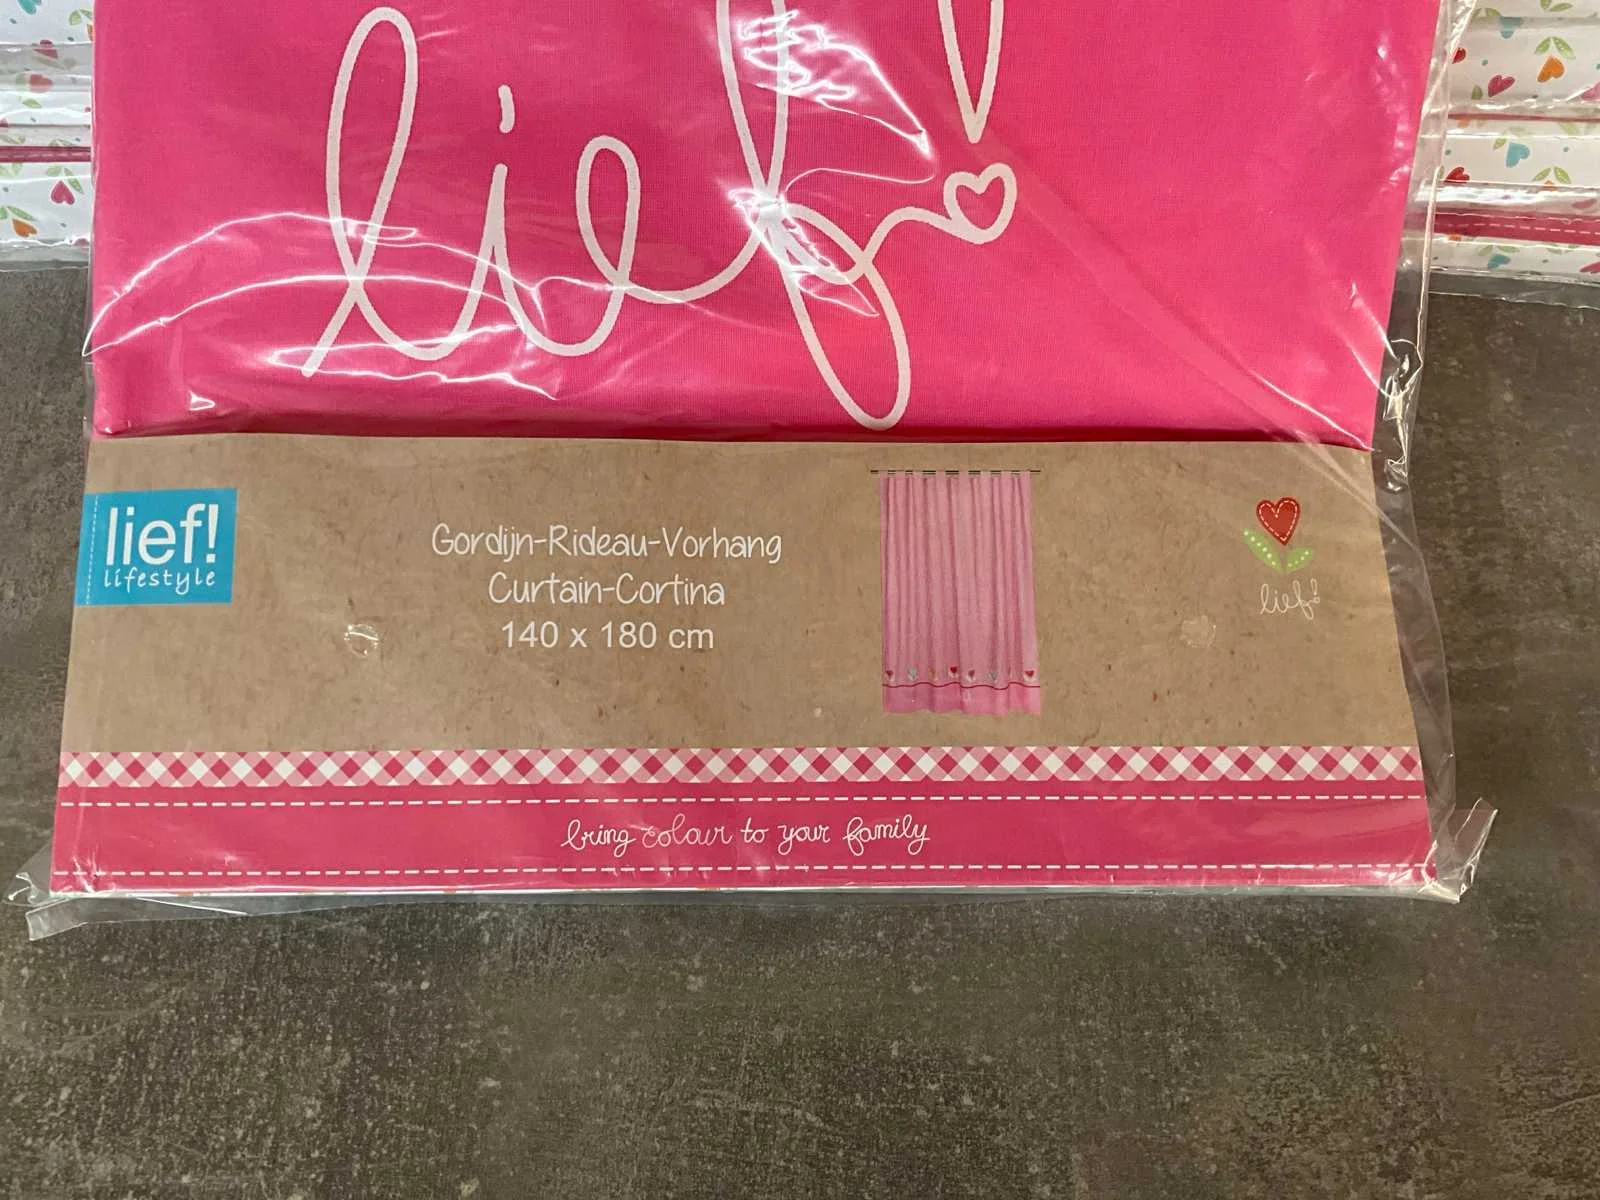 lief!
lief!
lifestyle
Gordijn-Rideau-Vorhang
Curtain-Cortina
140 x 180 cm
lief!
bring colour to your family